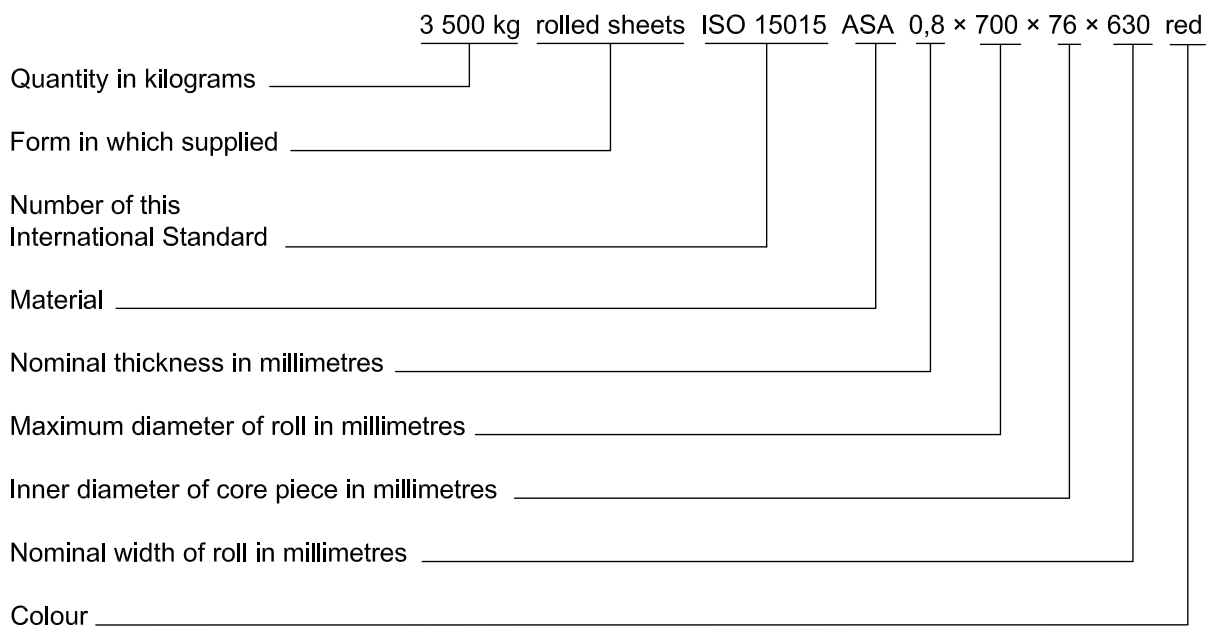 3 500 kg rolled sheets ISO 15015 ASA 0,8 × 700 × 76 × 630 red
Quantity in kilograms
Form in which supplied
Number of this
International Standard
Material
Nominal thickness in millimetres
Maximum diameter of roll in millimetres
Inner diameter of core piece in millimetres
Nominal width of roll in millimetres
Colour